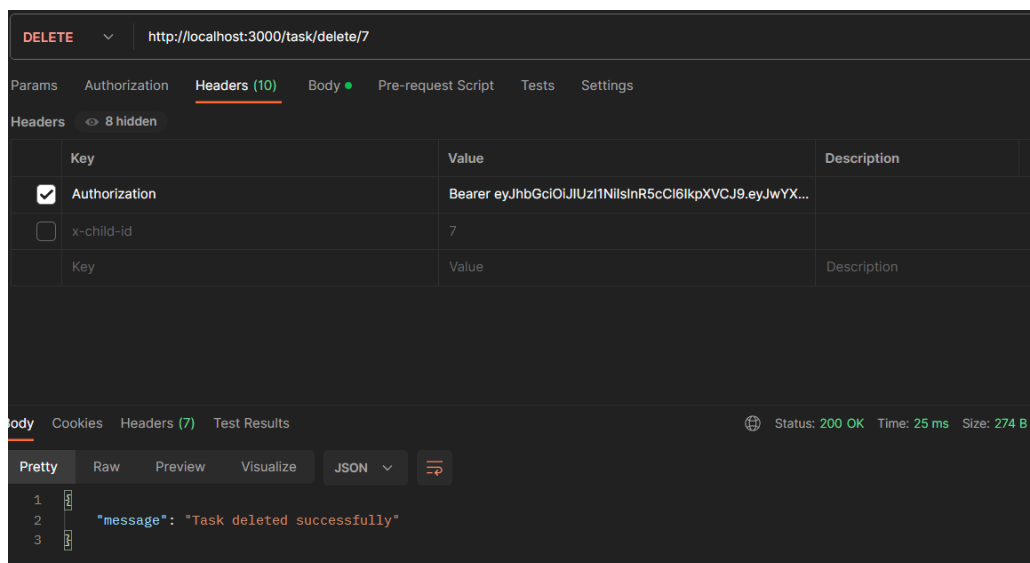 DELETE http://localhost:3000/task/delete/7
Params Authorization Headers (10) Body Pre-request Script Tests Settings
Headers 8 hidden
Key Value Description
Authorization Bearer eyJhbGciOiJIUzI1NiIsInR5cCI6IkpXVCJ9.eyJwYX...
x-child-id 7
Key Value Description
Body Cookies Headers (7) Test Results Status: 200 OK Time: 25 ms Size: 274 B
Pretty Raw Preview Visualize JSON
1 {
2 "message": "Task deleted successfully"
3 }